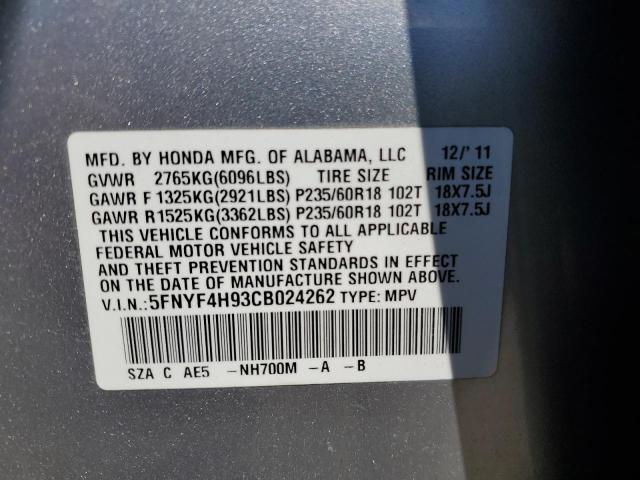 MFD. BY HONDA MFG. OF ALABAMA, LLC 12/'11
GVWR 2765KG(6096LBS) TIRE SIZE RIM SIZE
GAWR F 1325KG(2921LBS) P235/60R18 102T 18X7.5J
GAWR R1525KG(3362LBS) P235/60R18 102T 18X7.5J
THIS VEHICLE CONFORMS TO ALL APPLICABLE
FEDERAL MOTOR VEHICLE SAFETY
AND THEFT PREVENTION STANDARDS IN EFFECT
ON THE DATE OF MANUFACTURE SHOWN ABOVE.
V.I.N.:5FNYF4H93CB024262 TYPE: MPV
SZA C AE5 -NH700M -A -B